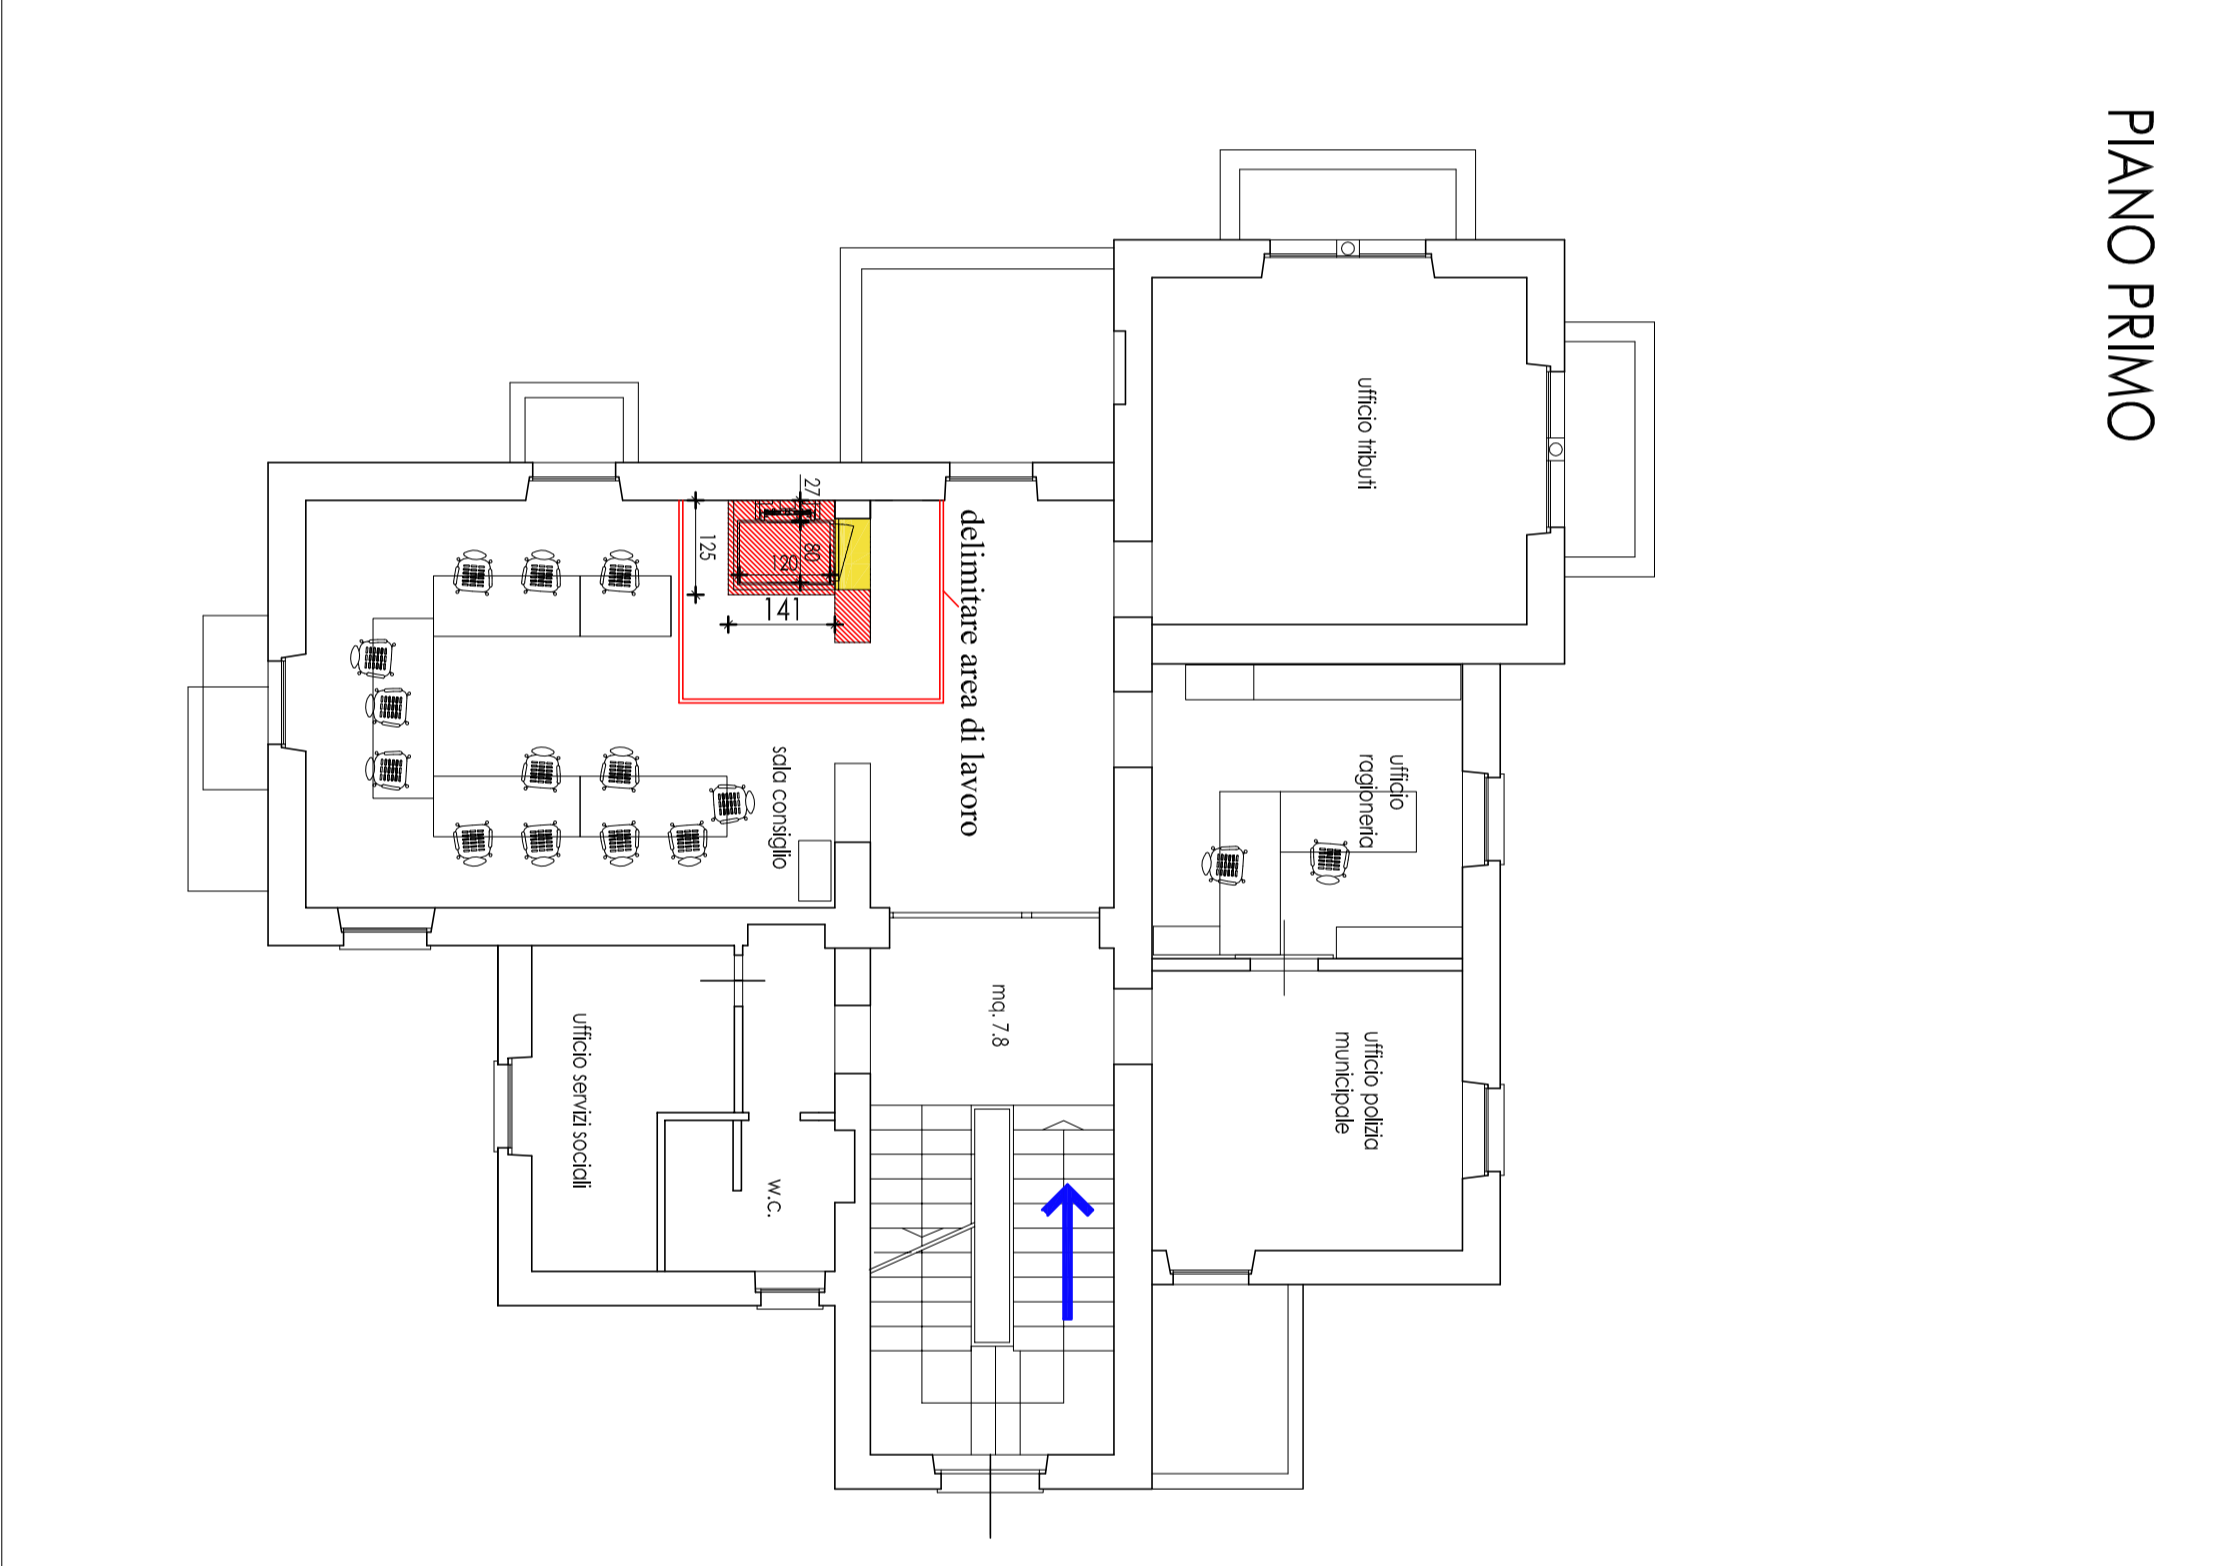 PIANO PRIMO
ufficio tributi
ufficio
ragioneria
ufficio polizia
municipale
delimitare area di lavoro
mq. 7.8
27
80
120
141
125
sala consiglio
w.c.
ufficio servizi sociali